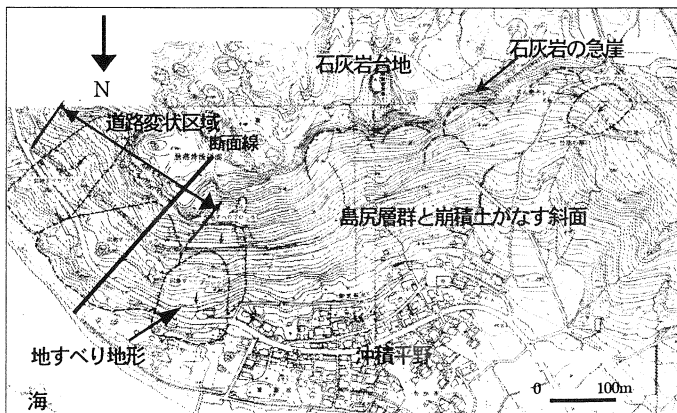 N
石灰岩台地
石灰岩の急崖
道路変状区域
断面線
島尻層群と崩積土がなす斜面
地すべり地形
沖積平野
海
0 100m